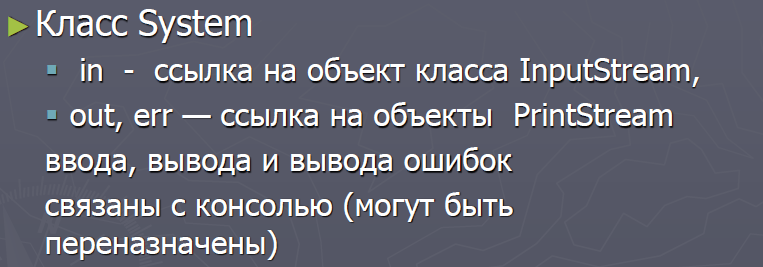 Класс System
in - ссылка на объект класса InputStream,
out, err — ссылка на объекты PrintStream
ввода, вывода и вывода ошибок
связаны с консолью (могут быть
переназначены)